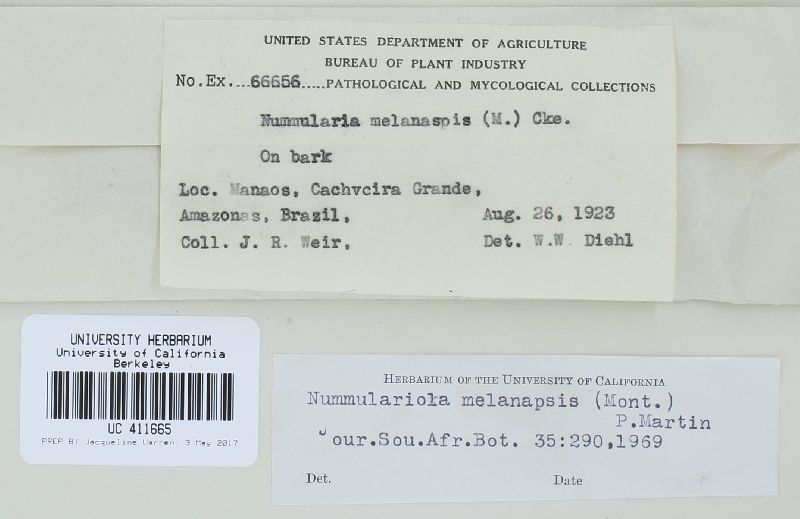 UNITED STATES DEPARTMENT OF AGRICULTURE
BUREAU OF PLANT INDUSTRY
No.Ex....66656.....PATHOLOGICAL AND MYCOLOGICAL COLLECTIONS
Nummularia melanaspis (M.) Cke.
On bark
Loc. Manaos, Cachvcira Grande,
Amazonas, Brazil, Aug. 26, 1923
Coll. J. R. Weir, Det. W.W. Diehl
UNIVERSITY HERBARIUM
University of California
Berkeley
UC 411665
PREP BY Jacqueline Warren, 3 May 2017
HERBARIUM OF THE UNIVERSITY OF CALIFORNIA
Nummulariola melanapsis (Mont.)
P.Martin
Jour.Sou.Afr.Bot. 35:290,1969
Det. Date